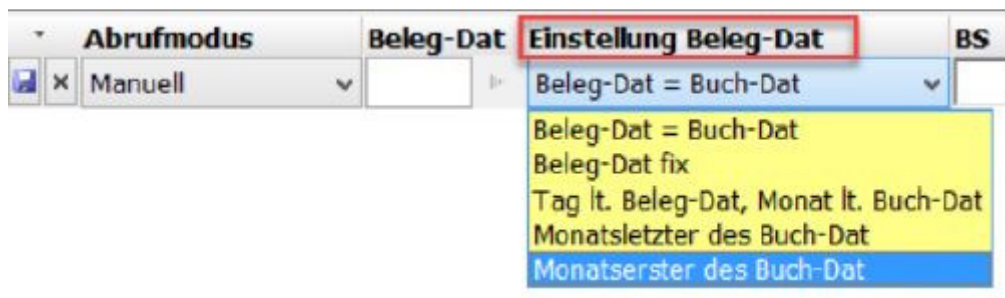 Abrufmodus Beleg-Dat Einstellung Beleg-Dat BS
Manuell Beleg-Dat = Buch-Dat
Beleg-Dat = Buch-Dat
Beleg-Dat fix
Tag lt. Beleg-Dat, Monat lt. Buch-Dat
Monatsletzter des Buch-Dat
Monatserster des Buch-Dat